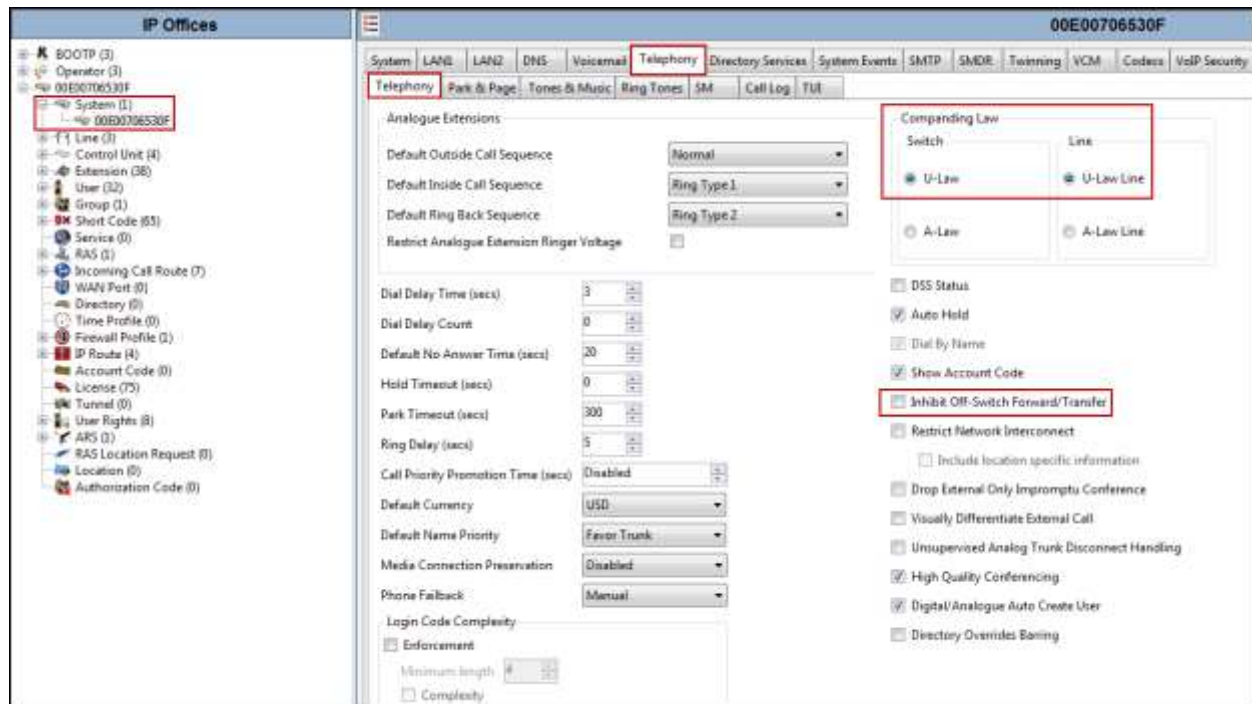 IP Offices
BOOTP (3)
Operator (3)
00E00706530F
System (1)
00E00706530F
Line (3)
Control Unit (4)
Extension (38)
User (32)
Group (1)
Short Code (65)
Service (0)
RAS (1)
Incoming Call Route (7)
WAN Port (0)
Directory (0)
Time Profile (0)
Firewall Profile (1)
IP Route (4)
Account Code (0)
License (75)
Tunnel (0)
User Rights (8)
ARS (1)
RAS Location Request (0)
Location (0)
Authorization Code (0)
00E00706530F
System LAN1 LAN2 DNS Voicemail Telephony Directory Services System Events SMTP SMDR Twinning VCM Codecs VoIP Security
Telephony Park & Page Tones & Music Ring Tones SM Call Log TUI
Analogue Extensions
Default Outside Call Sequence Normal
Default Inside Call Sequence Ring Type 1
Default Ring Back Sequence Ring Type 2
Restrict Analogue Extension Ringer Voltage
Dial Delay Time (secs) 3
Dial Delay Count 0
Default No Answer Time (secs) 20
Hold Timeout (secs) 0
Park Timeout (secs) 300
Ring Delay (secs) 5
Call Priority Promotion Time (secs) Disabled
Default Currency USD
Default Name Priority Favor Trunk
Media Connection Preservation Disabled
Phone Failback Manual
Login Code Complexity
Enforcement
Minimum length 4
Complexity
Companding Law
Switch Line
U-Law U-Law Line
A-Law A-Law Line
DSS Status
Auto Hold
Dial By Name
Show Account Code
Inhibit Off-Switch Forward/Transfer
Restrict Network Interconnect
Include location specific information
Drop External Only Impromptu Conference
Visually Differentiate External Call
Unsupervised Analog Trunk Disconnect Handling
High Quality Conferencing
Digital/Analogue Auto Create User
Directory Overrides Barring